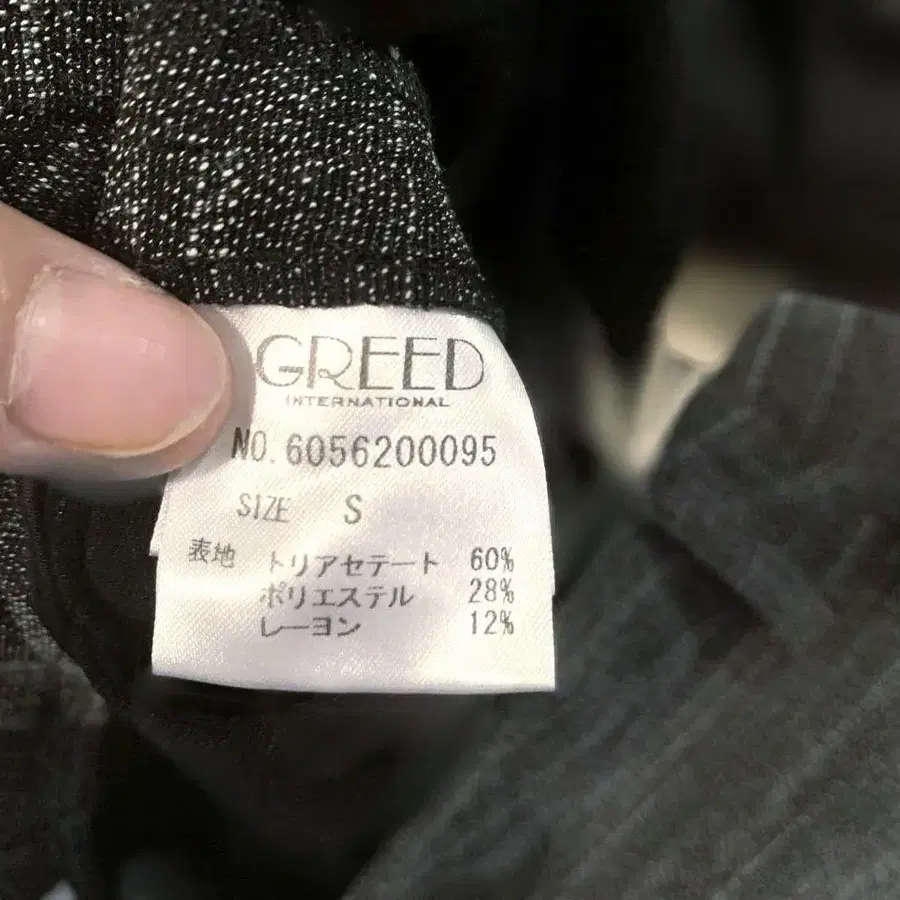 GREED
INTERNATIONAL
NO. 6056200095
SIZE S
表地 トリアセテート 60%
ポリエステル 28%
レーヨン 12%